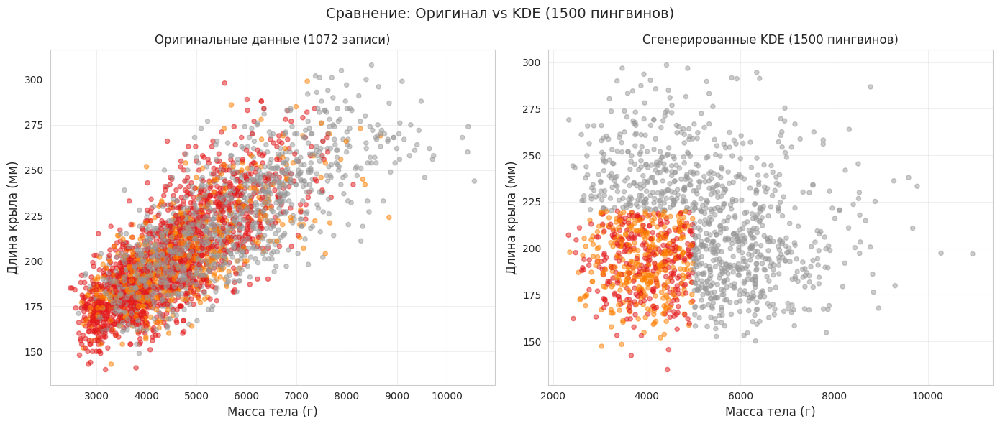 Сравнение: Оригинал vs KDE (1500 пингвинов)
Оригинальные данные (1072 записи)
300
275
250
225
200
175
150
Длина крыла (мм)
3000 4000 5000 6000 7000 8000 9000 10000
Масса тела (г)
Сгенерированные KDE (1500 пингвинов)
300
275
250
225
200
175
150
Длина крыла (мм)
2000 4000 6000 8000 10000
Масса тела (г)